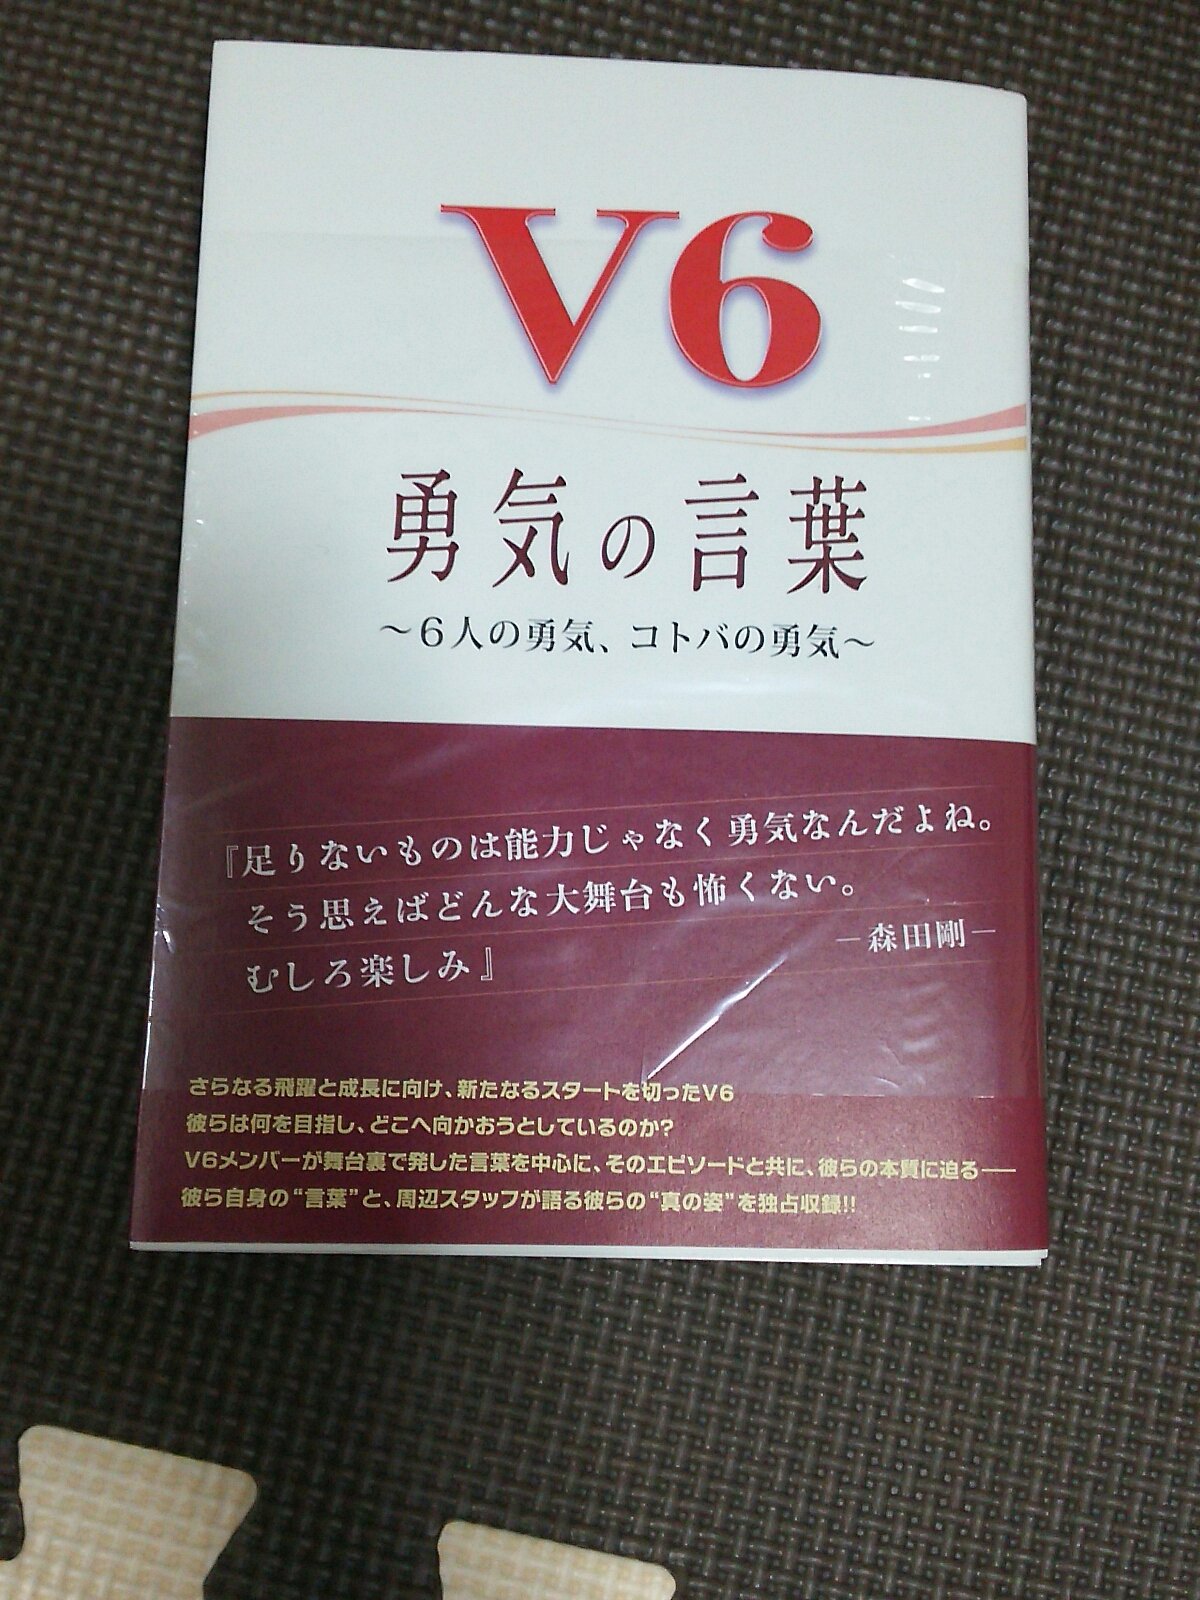 V6
勇気の言葉
～6人の勇気、コトバの勇気～
『足りないものは能力じゃなく勇気なんだよね。
そう思えばどんな大舞台も怖くない。
むしろ楽しみ』
―森田剛―
さらなる飛躍と成長に向け、新たなるスタートを切ったV6
彼らは何を目指し、どこへ向かおうとしているのか?
V6メンバーが舞台裏で発した言葉を中心に、そのエピソードと共に、彼らの本質に迫る――
彼ら自身の“言葉”と、周辺スタッフが語る彼らの“真の姿”を独占収録!!